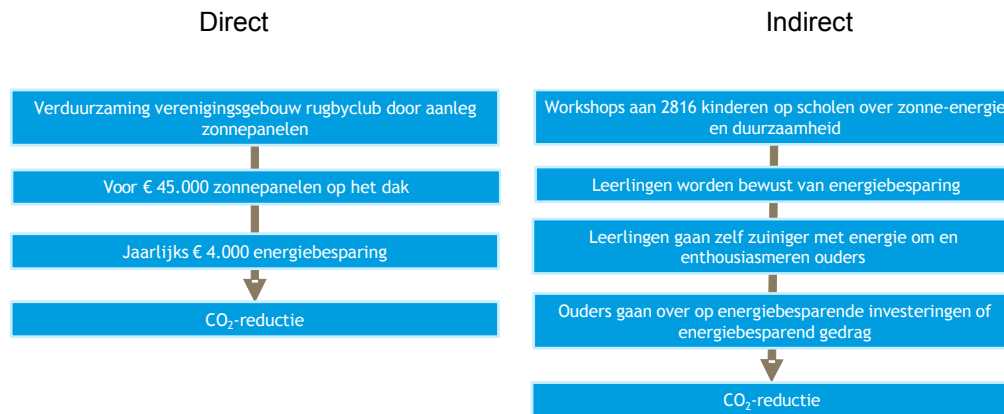 Direct
Verduurzaming verenigingsgebouw rugbyclub door aanleg
zonnepanelen
Voor € 45.000 zonnepanelen op het dak
Jaarlijks € 4.000 energiebesparing
CO₂-reductie
Indirect
Workshops aan 2816 kinderen op scholen over zonne-energie
en duurzaamheid
Leerlingen worden bewust van energiebesparing
Leerlingen gaan zelf zuiniger met energie om en
enthousiasmeren ouders
Ouders gaan over op energiebesparende investeringen of
energiebesparend gedrag
CO₂-reductie